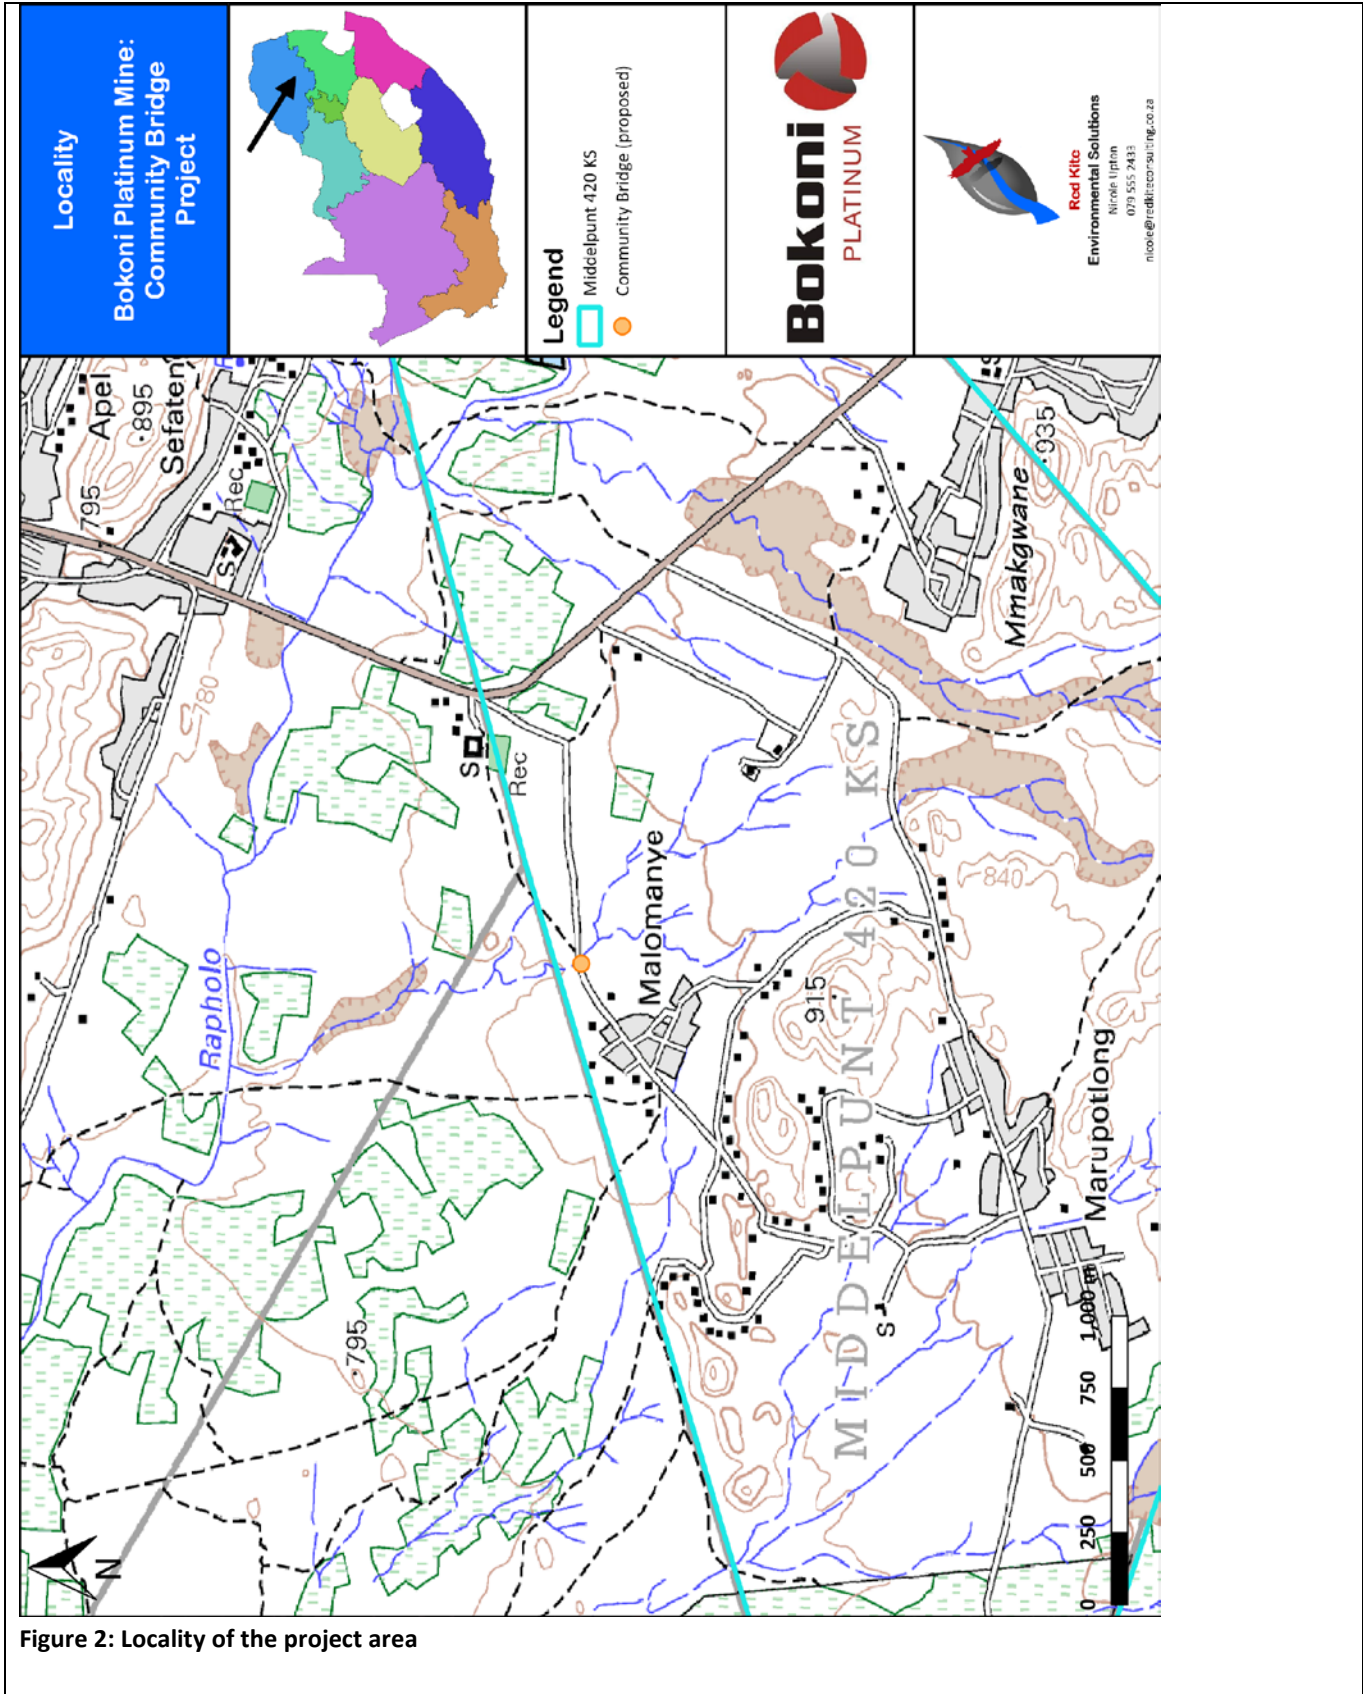 Locality
Bokoni Platinum Mine:
Community Bridge
Project
Legend
Middelpunt 420 KS
Community Bridge (proposed)
Bokoni
PLATINUM
Red Kite
Environmental Solutions
Nicole Upton
079 555 2433
nicole@redkiteconsulting.co.za
795
Apel
895
Sefaten
Rec
S
780
S
Rec
Rapholo
Malomanye
Mmakgwane
935
840
915
MIDDELPUNT 420 KS
Marupotlong
795
S
N
0
250
500
750
1,000 m
Figure 2: Locality of the project area